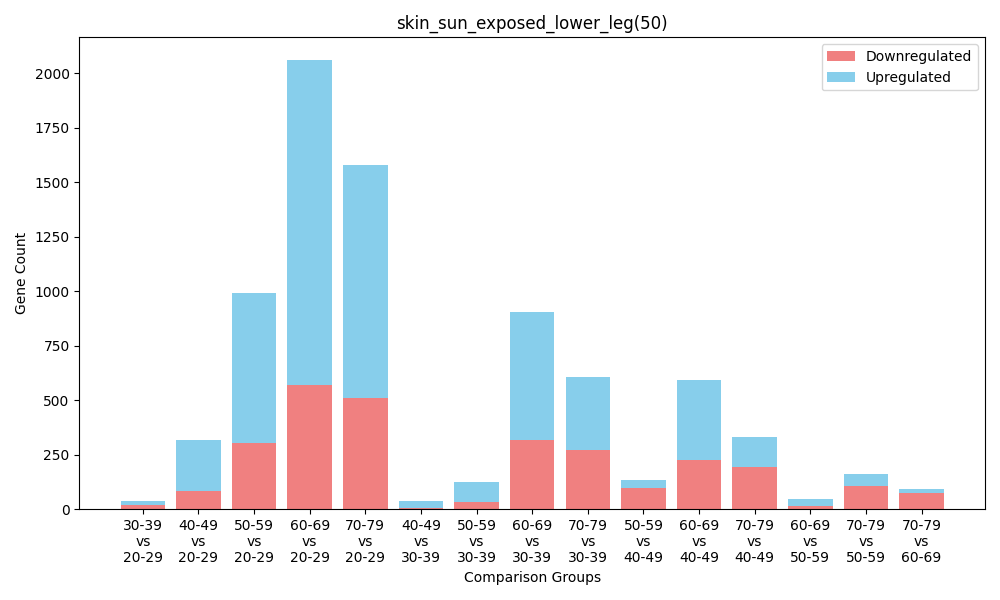 skin_sun_exposed_lower_leg(50)
Downregulated
Upregulated
Gene Count
2000
1750
1500
1250
1000
750
500
250
0
30-39
vs
20-29
40-49
vs
20-29
50-59
vs
20-29
60-69
vs
20-29
70-79
vs
20-29
40-49
vs
30-39
50-59
vs
30-39
60-69
vs
30-39
70-79
vs
30-39
50-59
vs
40-49
60-69
vs
40-49
70-79
vs
40-49
60-69
vs
50-59
70-79
vs
50-59
70-79
vs
60-69
Comparison Groups